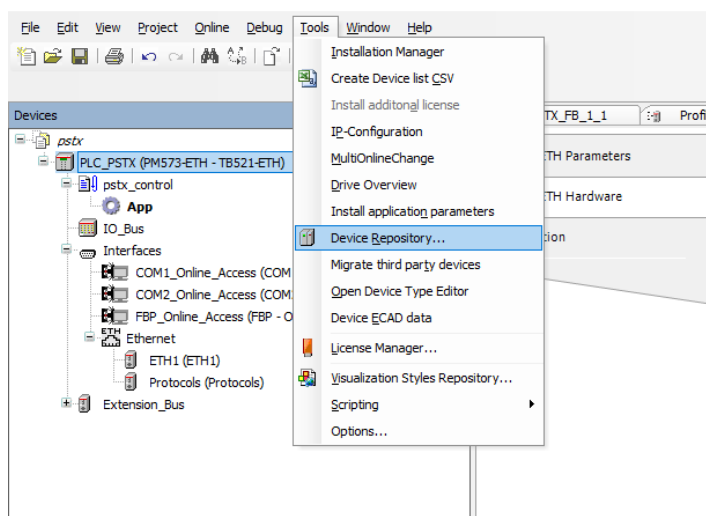 File Edit View Project Online Debug Tools Window Help
Installation Manager
Create Device list CSV
Install additonal license
IP-Configuration
MultiOnlineChange
Drive Overview
Install application parameters
Device Repository...
Migrate third party devices
Open Device Type Editor
Device ECAD data
License Manager...
Visualization Styles Repository...
Scripting
Options...
Devices
pstx
PLC_PSTX (PM573-ETH - TB521-ETH)
pstx_control
App
IO_Bus
Interfaces
COM1_Online_Access (COM
COM2_Online_Access (COM
FBP_Online_Access (FBP - O
ETH Ethernet
ETH1 (ETH1)
Protocols (Protocols)
Extension_Bus
TX_FB_1_1 Profi
TH Parameters
TH Hardware
tion